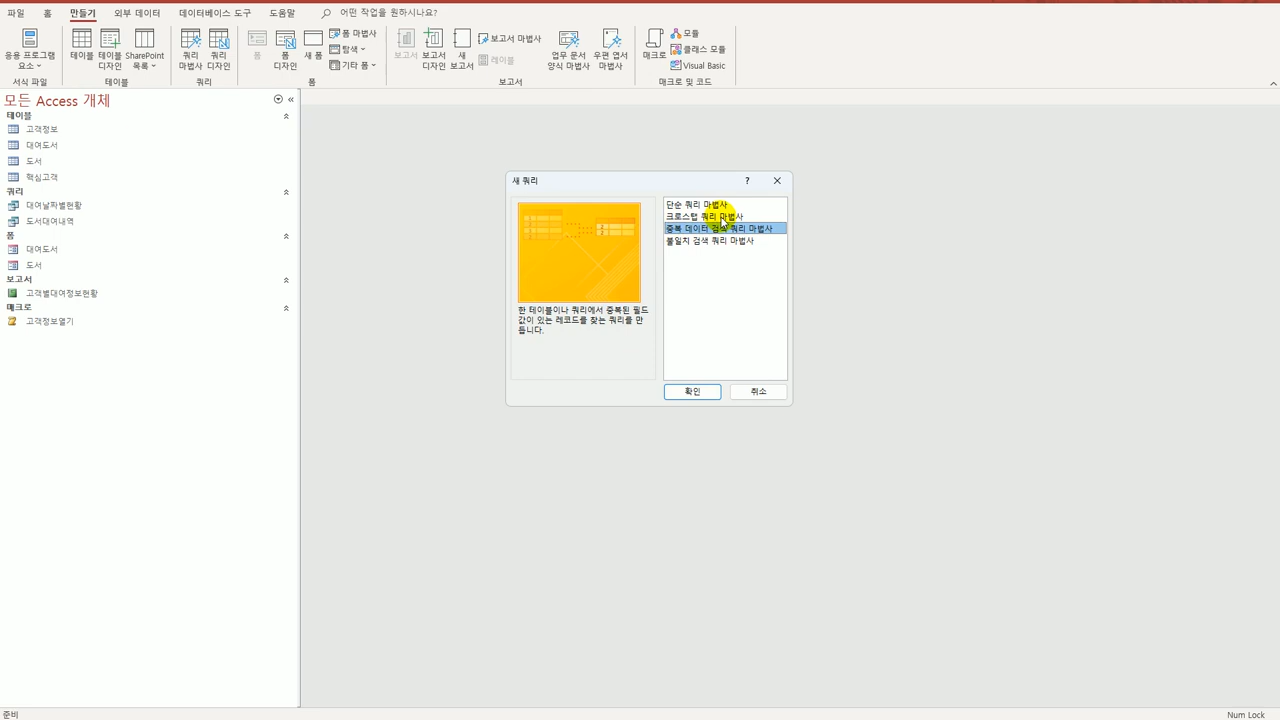 파일 홈 만들기 외부 데이터 데이터베이스 도구 도움말 어떤 작업을 원하시나요?
응용 프로그램 요소
테이블
테이블 디자인
SharePoint 목록
쿼리 마법사
쿼리 디자인
폼
폼 디자인
새 폼
폼 마법사
탐색
기타 폼
보고서
보고서 디자인
새 보고서
보고서 마법사
레이블
업무 문서 양식 마법사
우편 엽서 마법사
매크로
모듈
클래스 모듈
Visual Basic
서식 파일 테이블 쿼리 폼 보고서 매크로 및 코드
모든 Access 개체
테이블
고객정보
대여도서
도서
핵심고객
쿼리
대여날짜별현황
도서대여내역
폼
대여도서
도서
보고서
고객별대여정보현황
매크로
고객정보열기
새 쿼리
단순 쿼리 마법사
크로스탭 쿼리 마법사
중복 데이터 검색 쿼리 마법사
불일치 검색 쿼리 마법사
한 테이블이나 쿼리에서 중복된 필드
값이 있는 레코드를 찾는 쿼리를 만
듭니다.
확인 취소
준비 Num Lock